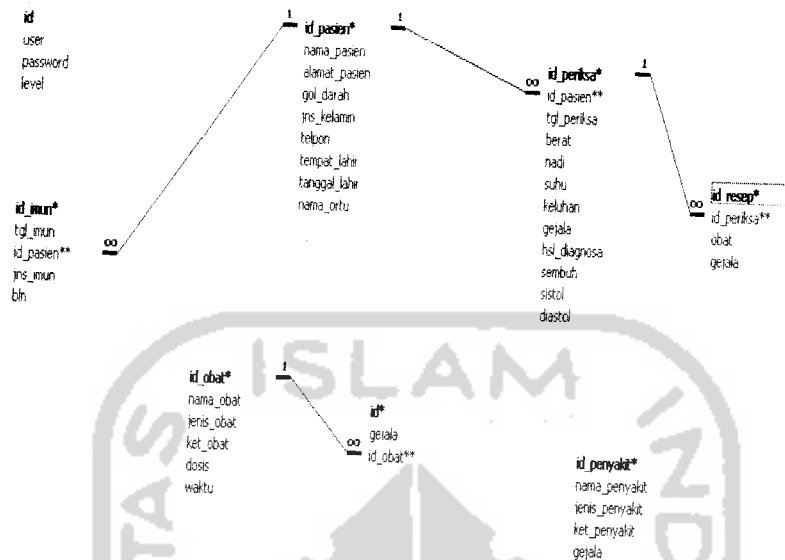 id
user
password
level
1
id_pasien*
nama_pasien
alamat_pasien
gol_darah
jns_kelamin
telpon
tempat_lahir
tanggal_lahir
nama_ortu
1
∞
id_periksa*
id_pasien**
tgl_periksa
berat
nadi
suhu
keluhan
gejala
hsl_diagnosa
sembuh
sistol
diastol
1
∞
id_resep*
id_periksa**
obat
gejala
id_imun*
tgl_imun
id_pasien**
jns_imun
bln
∞
id_obat*
nama_obat
jenis_obat
ket_obat
dosis
waktu
1
∞
id*
gejala
id_obat**
id_penyakit*
nama_penyakit
jenis_penyakit
ket_penyakit
gejala
ISLAM
TAS
IND